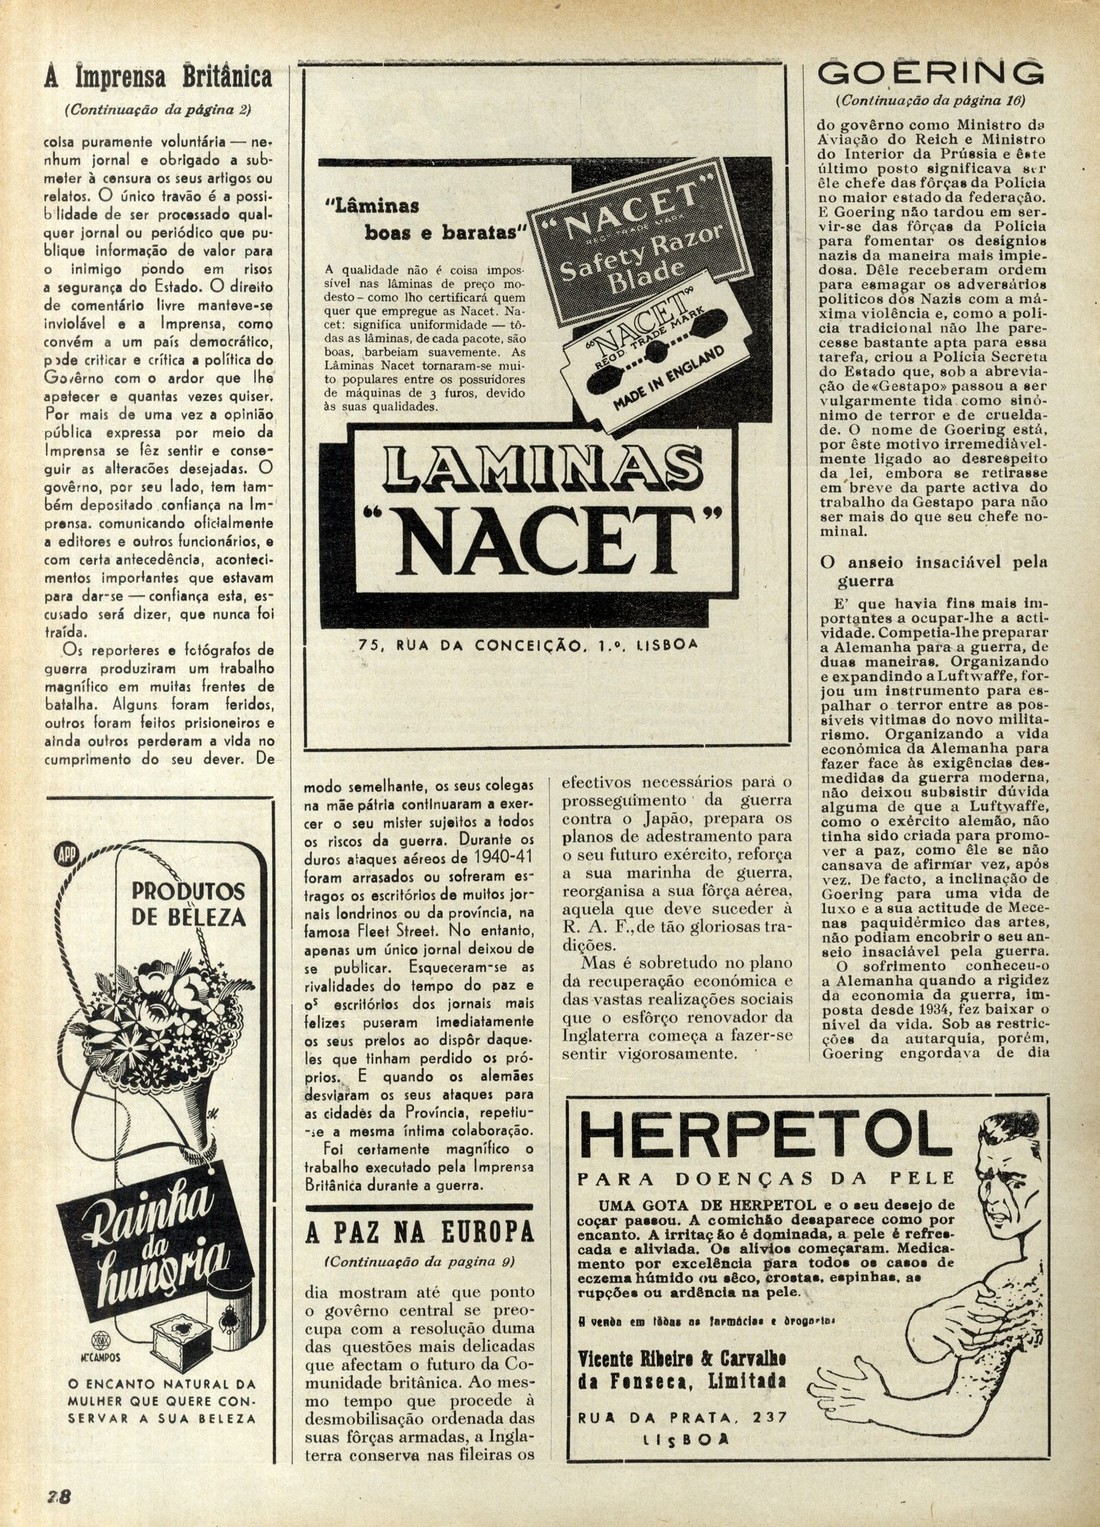 A Imprensa Britânica
(Continuação da página 2)
coisa puramente voluntária — ne-
nhum jornal e obrigado a sub-
meter à censura os seus artigos ou
relatos. O único travão é a possi-
b lidade de ser processado qual-
quer jornal ou periódico que pu-
blique informação de valor para
o inimigo pondo em risos
a segurança do Estado. O direito
de comentário livre manteve-se
inviolável e a Imprensa, como
convém a um país democrático,
pode criticar e crítica a política do
Govêrno com o ardor que lhe
apetecer e quantas vezes quiser.
Por mais de uma vez a opinião
pública expressa por meio da
Imprensa se fêz sentir e conse-
guir as alterações desejadas. O
govêrno, por seu lado, tem tam-
bém depositado confiança na Im-
prensa. comunicando oficialmente
a editores e outros funcionários, e
com certa antecedência, aconteci-
mentos importantes que estavam
para dar-se — confiança esta, es-
cusado será dizer, que nunca foi
traída.
Os reporteres e fotógrafos de
guerra produziram um trabalho
magnífico em muitas frentes de
batalha. Alguns foram feridos,
outros foram feitos prisioneiros e
ainda outros perderam a vida no
cumprimento do seu dever. De
APP
PRODUTOS
DE BÊLEZA
Rainha
da
hungria
M.CAMPOS
O ENCANTO NATURAL DA
MULHER QUE QUERE CON-
SERVAR A SUA BELEZA
"Lâminas
boas e baratas"
A qualidade não é coisa impos-
sível nas lâminas de preço mo-
desto - como lho certificará quem
quer que empregue as Nacet. Na-
cet: significa uniformidade — tô-
das as lâminas, de cada pacote, são
boas, barbeiam suavemente. As
Lâminas Nacet tornaram-se mui-
to populares entre os possuidores
de máquinas de 3 furos, devido
às suas qualidades.
"NACET"
REG? TRADE MARK
Safety Razor
Blade
"NACET"
REGD. TRADE MARK
MADE IN ENGLAND
LAMINAS
"NACET"
75, RUA DA CONCEIÇÃO, 1.º, LISBOA
modo semelhante, os seus colegas
na mãe pátria continuaram a exer-
cer o seu mister sujeitos a todos
os riscos da guerra. Durante os
duros ataques aéreos de 1940-41
foram arrasados ou sofreram es-
tragos os escritórios de muitos jor-
nais londrinos ou da província, na
famosa Fleet Street. No entanto,
apenas um único jornal deixou de
se publicar. Esqueceram-se as
rivalidades do tempo do paz e
os escritórios dos jornais mais
felizes puseram imediatamente
os seus prelos ao dispôr daque-
les que tinham perdido os pró-
prios. E quando os alemães
desviaram os seus ataques para
as cidades da Província, repetiu-
-se a mesma íntima colaboração.
Foi certamente magnífico o
trabalho executado pela Imprensa
Britânica durante a guerra.
A PAZ NA EUROPA
(Continuação da pagina 9)
dia mostram até que ponto
o govêrno central se preo-
cupa com a resolução duma
das questões mais delicadas
que afectam o futuro da Co-
munidade britânica. Ao mes-
mo tempo que procede à
desmobilisação ordenada das
suas fôrças armadas, a Ingla-
terra conserva nas fileiras os
efectivos necessários para o
prosseguimento da guerra
contra o Japão, prepara os
planos de adestramento para
o seu futuro exército, reforça
a sua marinha de guerra,
reorganisa a sua fôrça aérea,
aquela que deve suceder à
R. A. F., de tão gloriosas tra-
dições.
Mas é sobretudo no plano
da recuperação económica e
das vastas realizações sociais
que o esfôrço renovador da
Inglaterra começa a fazer-se
sentir vigorosamente.
GOERING
(Continuação da página 16)
do govêrno como Ministro da
Aviação do Reich e Ministro
do Interior da Prússia e êste
último posto significava ser
êle chefe das fôrças da Polícia
no maior estado da federação.
E Goering não tardou em ser-
vir-se das fôrças da Polícia
para fomentar os desígnios
nazis da maneira mais impie-
dosa. Dêle receberam ordem
para esmagar os adversários
políticos dos Nazis com a má-
xima violência e, como a polí-
cia tradicional não lhe pare-
cesse bastante apta para essa
tarefa, criou a Polícia Secreta
do Estado que, sob a abrevia-
ção de «Gestapo» passou a ser
vulgarmente tida como sinó-
nimo de terror e de cruelda-
de. O nome de Goering está,
por êste motivo irremediàvel-
mente ligado ao desrespeito
da lei, embora se retirasse
em breve da parte activa do
trabalho da Gestapo para não
ser mais do que seu chefe no-
minal.
O anseio insaciável pela
guerra
E' que havia fins mais im-
portantes a ocupar-lhe a acti-
vidade. Competia-lhe preparar
a Alemanha para a guerra, de
duas maneiras. Organizando
e expandindo a Luftwaffe, for-
jou um instrumento para es-
palhar o terror entre as pos-
síveis vítimas do novo milita-
rismo. Organizando a vida
económica da Alemanha para
fazer face às exigências des-
medidas da guerra moderna,
não deixou subsistir dúvida
alguma de que a Luftwaffe,
como o exército alemão, não
tinha sido criada para promo-
ver a paz, como êle se não
cansava de afirmar vez, após
vez. De facto, a inclinação de
Goering para uma vida de
luxo e a sua actitude de Mece-
nas paquidérmico das artes,
não podiam encobrir o seu an-
seio insaciável pela guerra.
O sofrimento conheceu-o
a Alemanha quando a rigidez
da economia da guerra, im-
posta desde 1934, fez baixar o
nível da vida. Sob as restric-
ções da autarquia, porém,
Goering engordava de dia
HERPETOL
PARA DOENÇAS DA PELE
UMA GOTA DE HERPETOL e o seu desejo de
coçar passou. A comichão desaparece como por
encanto. A irritação é dominada, a pele é refres-
cada e aliviada. Os alívios começaram. Medica-
mento por excelência para todos os casos de
eczema húmido ou sêco, crostas, espinhas, as
rupções ou ardência na pele.
A venda em tôdas as farmácias e drogarias
Vicente Ribeiro & Carvalho
da Fonseca, Limitada
RUA DA PRATA, 237
LISBOA
28